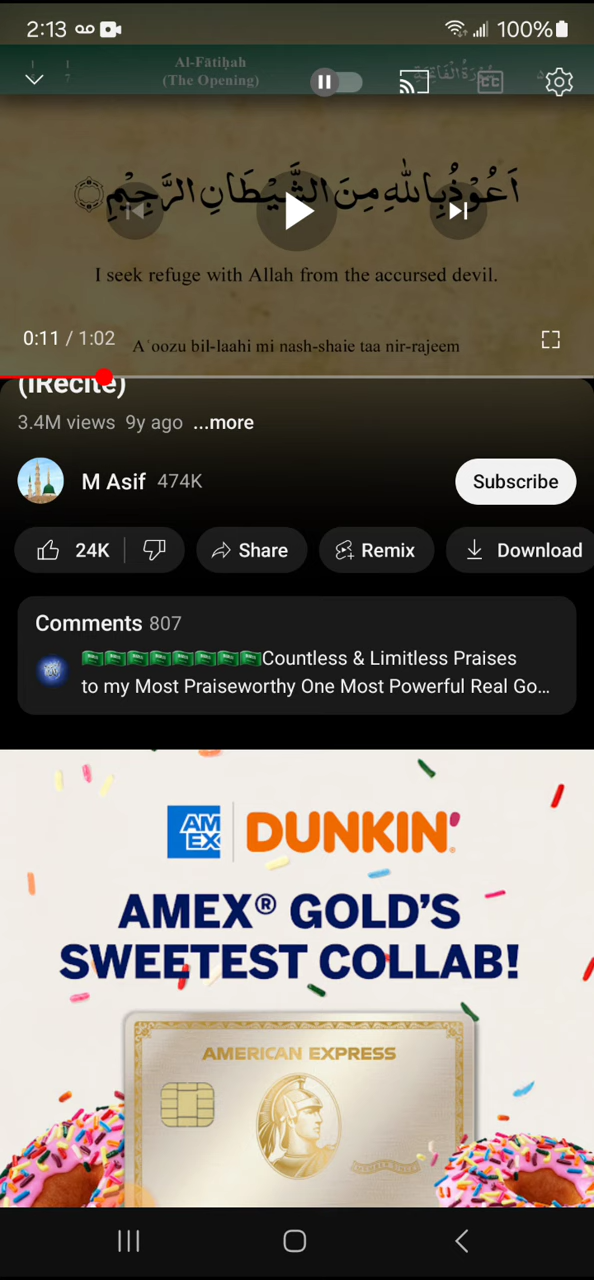 2:13
100%
Al-Fātiḥah
(The Opening)
سُوْرَةُ الْفَاتِحَةِ
CC
اَعُوْذُ بِاللّٰهِ مِنَ الشَّيْطَانِ الرَّجِيْمِ
I seek refuge with Allah from the accursed devil.
0:11 / 1:02
A`oozu bil-laahi mi nash-shaie taa nir-rajeem
(iRecite)
3.4M views 9y ago ...more
M Asif 474K
Subscribe
24K
Share
Remix
Download
Comments 807
🇸🇦🇸🇦🇸🇦🇸🇦🇸🇦🇸🇦🇸🇦🇸🇦Countless & Limitless Praises
to my Most Praiseworthy One Most Powerful Real Go...
AM
EX
DUNKIN'
AMEX® GOLD'S
SWEETEST COLLAB!
AMERICAN EXPRESS